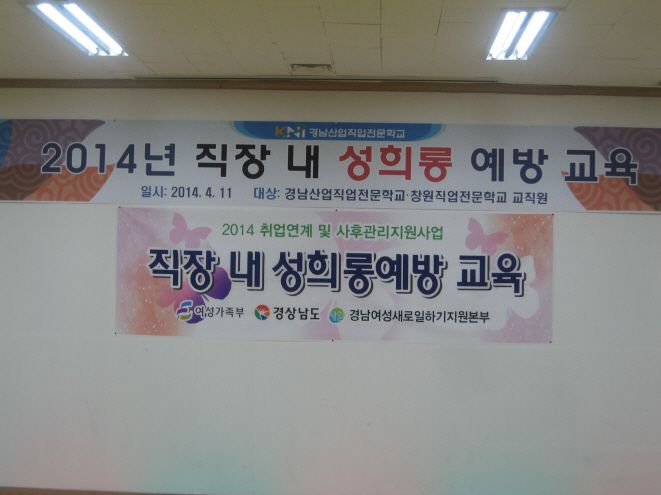 KNI 경남산업직업전문학교
2014년 직장 내 성희롱 예방 교육
일시: 2014. 4. 11 대상: 경남산업직업전문학교·창원직업전문학교 교직원
2014 취업연계 및 사후관리지원사업
직장 내 성희롱예방 교육
여성가족부 경상남도 경남여성새로일하기지원본부